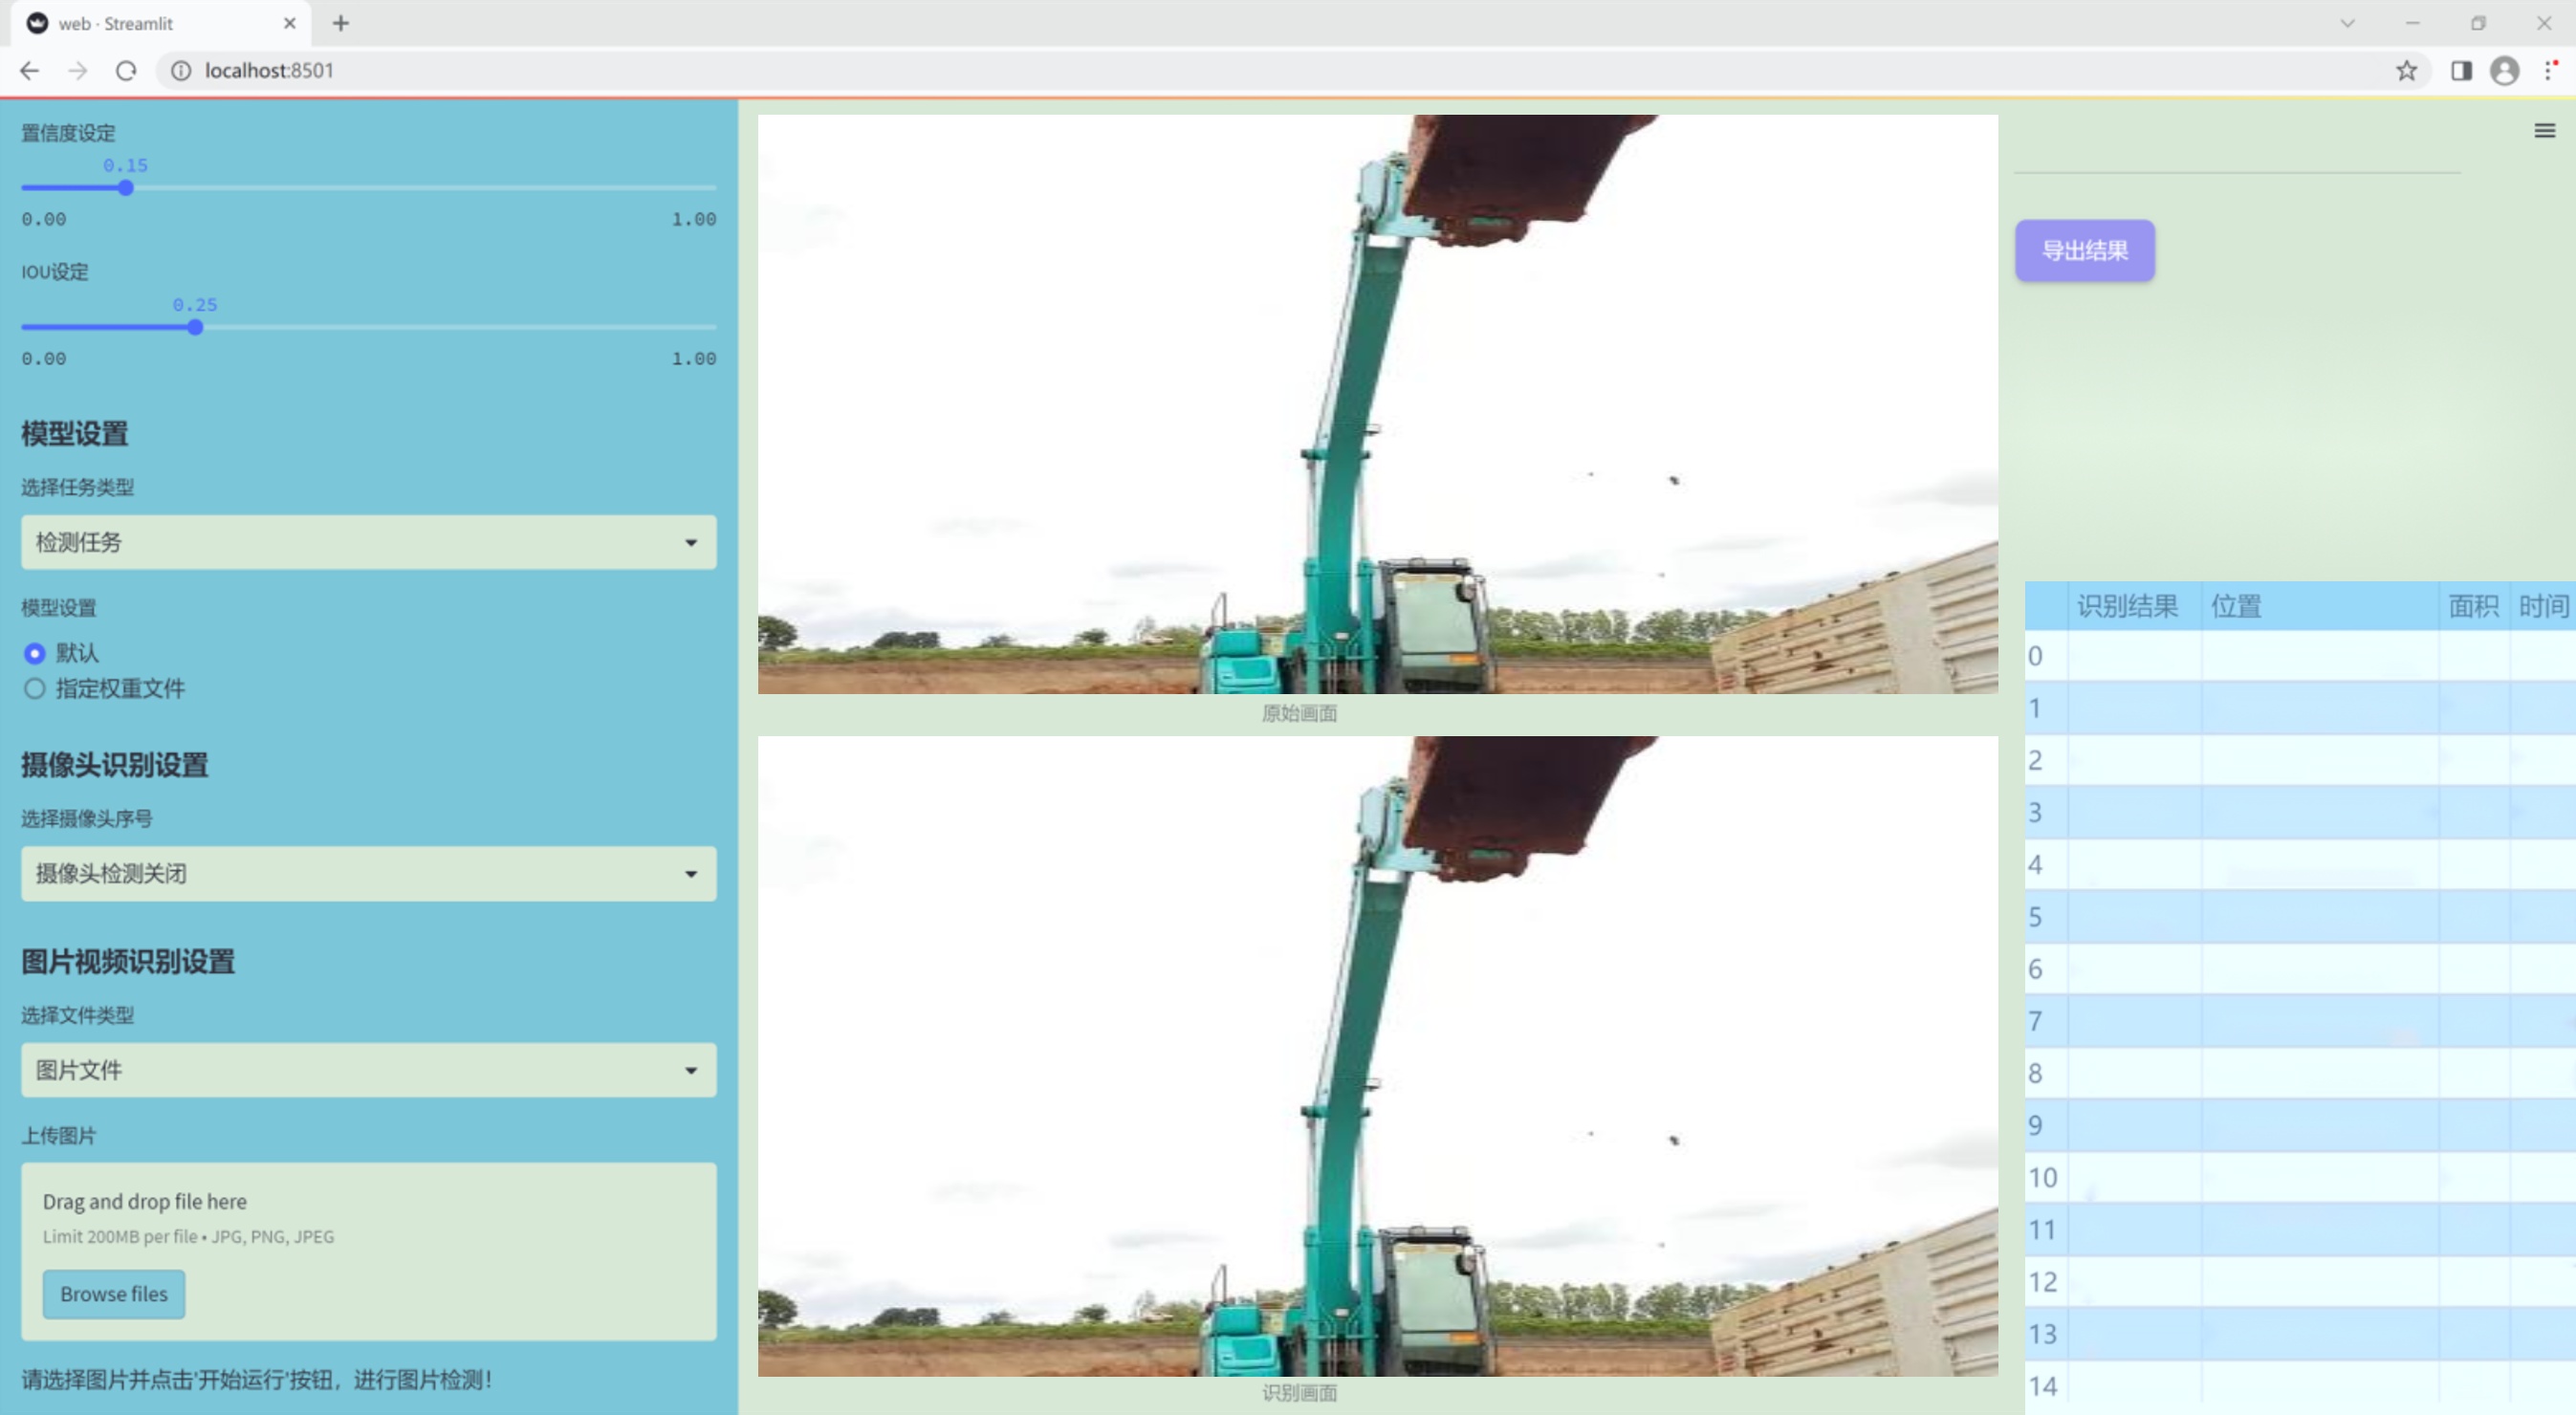 web · Streamlit
localhost:8501
置信度设定
0.15
0.00 1.00
IOU设定
0.25
0.00 1.00
模型设置
选择任务类型
检测任务
模型设置
默认
指定权重文件
摄像头识别设置
选择摄像头序号
摄像头检测关闭
图片视频识别设置
选择文件类型
图片文件
上传图片
Drag and drop file here
Limit 200MB per file • JPG, PNG, JPEG
Browse files
请选择图片并点击'开始运行'按钮，进行图片检测！
原始画面
识别画面
导出结果
识别结果 位置 面积 时间
0
1
2
3
4
5
6
7
8
9
10
11
12
13
14